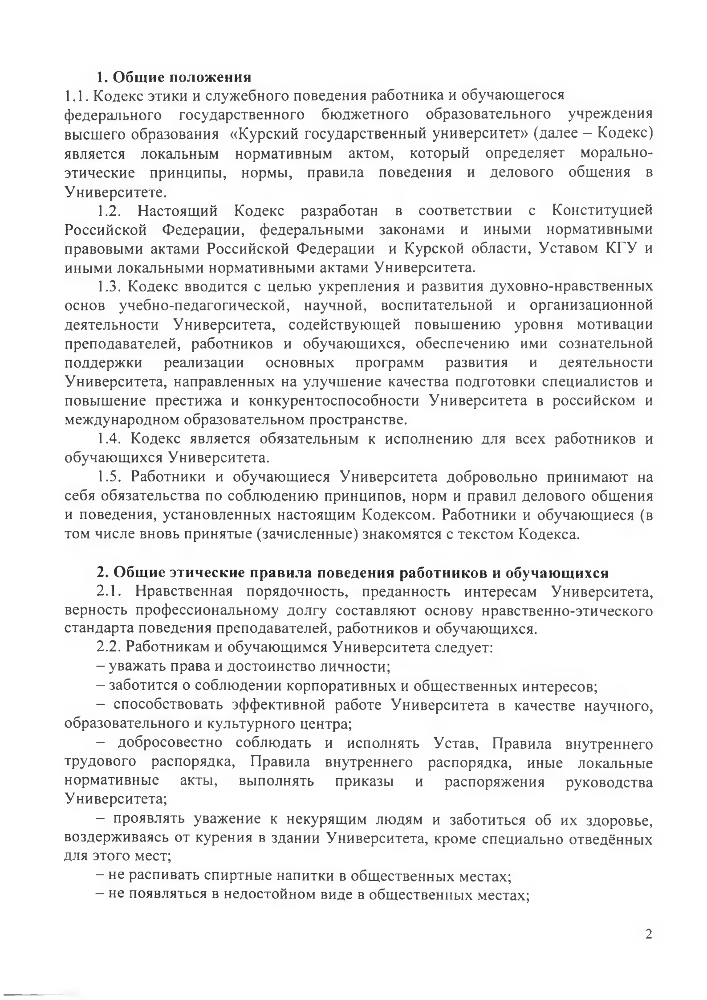 1. Общие положения
1.1. Кодекс этики и служебного поведения работника и обучающегося
федерального государственного бюджетного образовательного учреждения
высшего образования «Курский государственный университет» (далее – Кодекс)
является локальным нормативным актом, который определяет морально-
этические принципы, нормы, правила поведения и делового общения в
Университете.
1.2. Настоящий Кодекс разработан в соответствии с Конституцией
Российской Федерации, федеральными законами и иными нормативными
правовыми актами Российской Федерации и Курской области, Уставом КГУ и
иными локальными нормативными актами Университета.
1.3. Кодекс вводится с целью укрепления и развития духовно-нравственных
основ учебно-педагогической, научной, воспитательной и организационной
деятельности Университета, содействующей повышению уровня мотивации
преподавателей, работников и обучающихся, обеспечению ими сознательной
поддержки реализации основных программ развития и деятельности
Университета, направленных на улучшение качества подготовки специалистов и
повышение престижа и конкурентоспособности Университета в российском и
международном образовательном пространстве.
1.4. Кодекс является обязательным к исполнению для всех работников и
обучающихся Университета.
1.5. Работники и обучающиеся Университета добровольно принимают на
себя обязательства по соблюдению принципов, норм и правил делового общения
и поведения, установленных настоящим Кодексом. Работники и обучающиеся (в
том числе вновь принятые (зачисленные) знакомятся с текстом Кодекса.
2. Общие этические правила поведения работников и обучающихся
2.1. Нравственная порядочность, преданность интересам Университета,
верность профессиональному долгу составляют основу нравственно-этического
стандарта поведения преподавателей, работников и обучающихся.
2.2. Работникам и обучающимся Университета следует:
– уважать права и достоинство личности;
– заботится о соблюдении корпоративных и общественных интересов;
– способствовать эффективной работе Университета в качестве научного,
образовательного и культурного центра;
– добросовестно соблюдать и исполнять Устав, Правила внутреннего
трудового распорядка, Правила внутреннего распорядка, иные локальные
нормативные акты, выполнять приказы и распоряжения руководства
Университета;
– проявлять уважение к некурящим людям и заботиться об их здоровье,
воздерживаясь от курения в здании Университета, кроме специально отведённых
для этого мест;
– не распивать спиртные напитки в общественных местах;
– не появляться в недостойном виде в общественных местах;
2